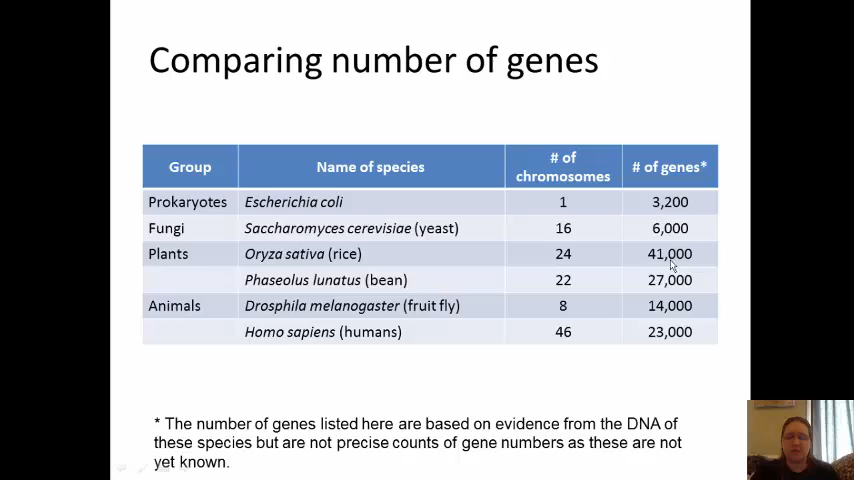 Comparing number of genes
Group Name of species # of chromosomes # of genes*
Prokaryotes Escherichia coli 1 3,200
Fungi Saccharomyces cerevisiae (yeast) 16 6,000
Plants Oryza sativa (rice) 24 41,000
Phaseolus lunatus (bean) 22 27,000
Animals Drosphila melanogaster (fruit fly) 8 14,000
Homo sapiens (humans) 46 23,000
* The number of genes listed here are based on evidence from the DNA of
these species but are not precise counts of gene numbers as these are not
yet known.